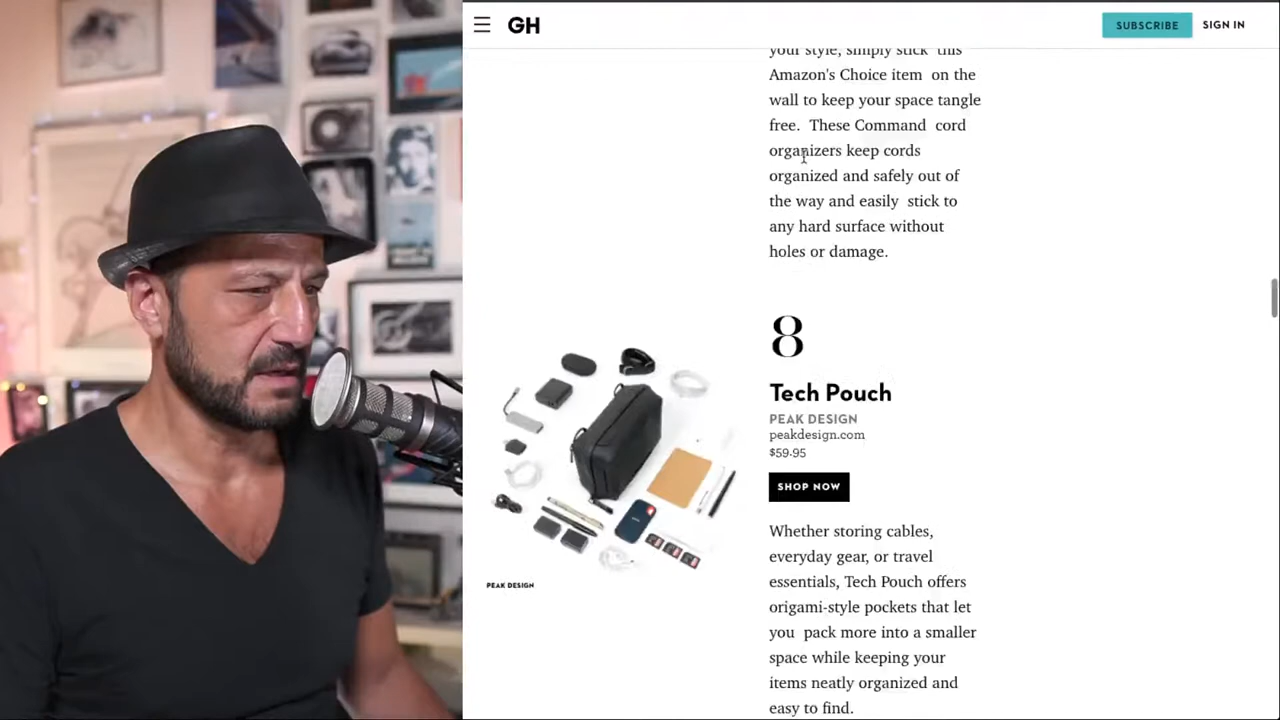 GH
SUBSCRIBE
SIGN IN
your style, simply stick this
Amazon's Choice item on the
wall to keep your space tangle
free. These Command cord
organizers keep cords
organized and safely out of
the way and easily stick to
any hard surface without
holes or damage.
8
Tech Pouch
PEAK DESIGN
peakdesign.com
$59.95
SHOP NOW
PEAK DESIGN
Whether storing cables,
everyday gear, or travel
essentials, Tech Pouch offers
origami-style pockets that let
you pack more into a smaller
space while keeping your
items neatly organized and
easy to find.